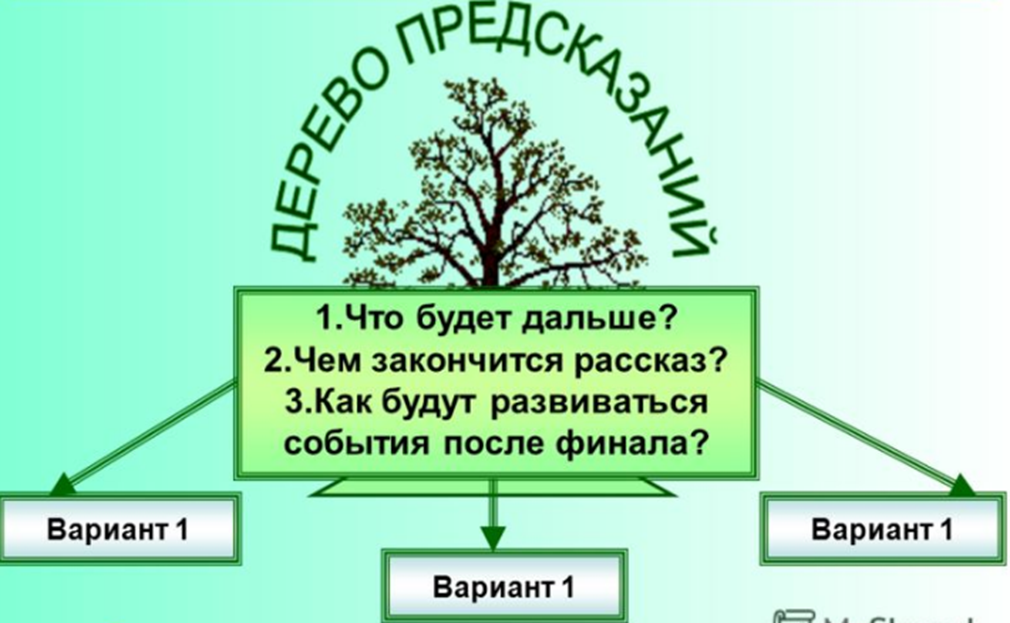 ДЕРЕВО ПРЕДСКАЗАНИЙ
1.Что будет дальше?
2.Чем закончится рассказ?
3.Как будут развиваться
события после финала?
Вариант 1
Вариант 1
Вариант 1